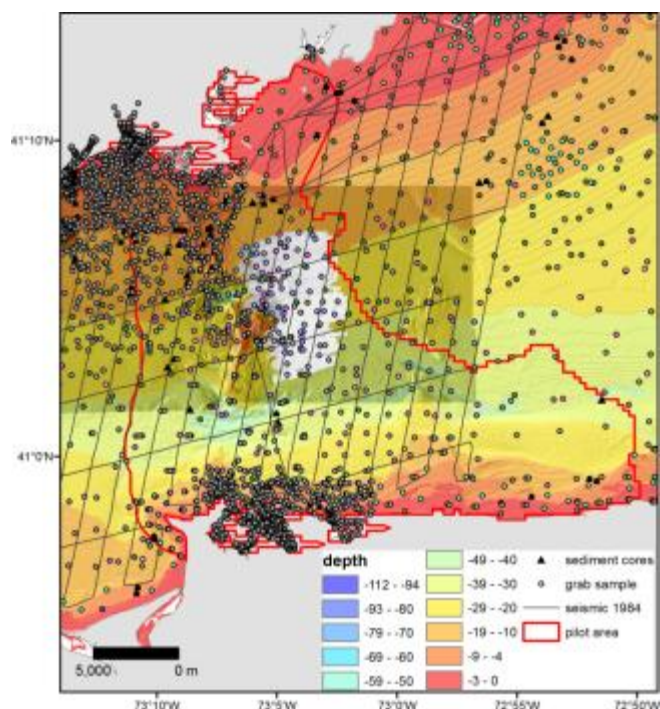 41°10'N
41°0'N
depth
-112 - -94
-93 - -80
-79 - -70
-69 - -60
-59 - -50
-49 - -40
-39 - -30
-29 - -20
-19 - -10
-9 - -4
-3 - 0
sediment cores
grab sample
seismic 1984
pilot area
5,000 0 m
73°10'W 73°5'W 73°0'W 72°55'W 72°50'W